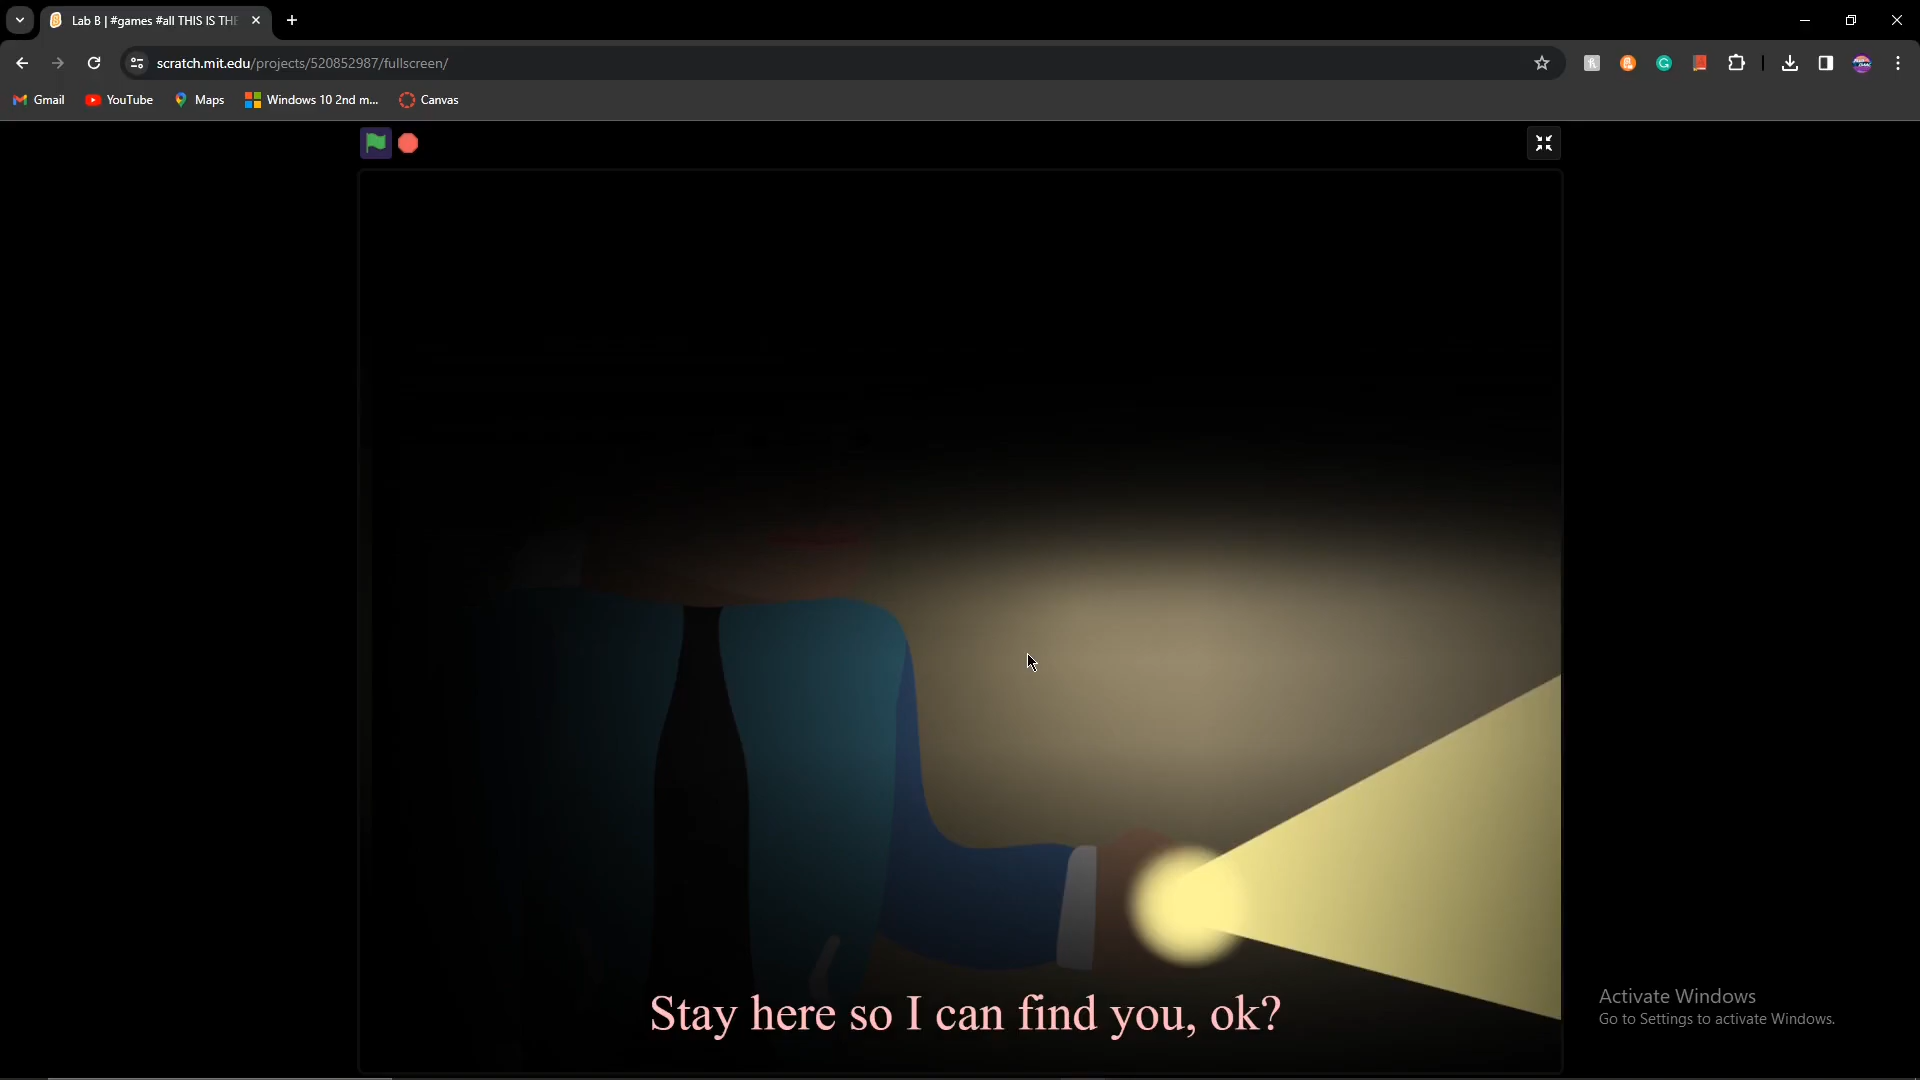 Lab B | #games #all THIS IS THE
scratch.mit.edu/projects/520852987/fullscreen/
Gmail
YouTube
Maps
Windows 10 2nd m...
Canvas
Stay here so I can find you, ok?
Activate Windows
Go to Settings to activate Windows.